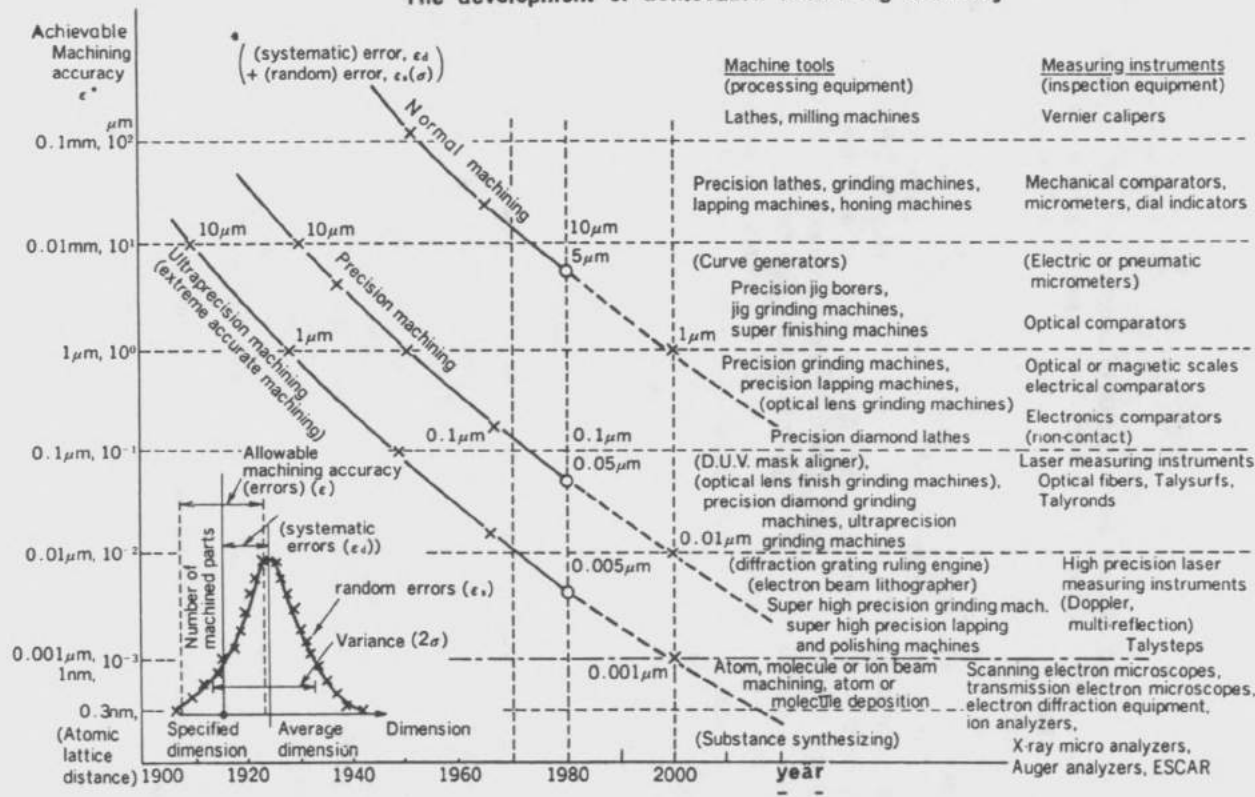 Achievable
Machining
accuracy
ε*
* ( (systematic) error, εd
+ (random) error, εs(σ) )
Machine tools
(processing equipment)
Measuring instruments
(inspection equipment)
μm
0.1mm, 10²
Lathes, milling machines
Vernier calipers
Normal machining
Precision lathes, grinding machines,
lapping machines, honing machines
Mechanical comparators,
micrometers, dial indicators
0.01mm, 10¹
10μm
10μm
10μm
5μm
Ultraprecision machining
(extreme accurate machining)
Precision machining
(Curve generators)
Precision jig borers,
jig grinding machines,
super finishing machines
(Electric or pneumatic
micrometers)
Optical comparators
1μm, 10⁰
1μm
1μm
Precision grinding machines,
precision lapping machines,
(optical lens grinding machines)
Precision diamond lathes
Optical or magnetic scales
electrical comparators
Electronics comparators
(non-contact)
0.1μm, 10⁻¹
0.1μm
0.1μm
0.05μm
(D.U.V. mask aligner),
(optical lens finish grinding machines),
precision diamond grinding
machines, ultraprecision
grinding machines
Laser measuring instruments
Optical fibers, Talysurfs,
Talyronds
Allowable
machining accuracy
(errors) (ε)
(systematic
errors (εd))
0.01μm, 10⁻²
0.01μm
0.005μm
(diffraction grating ruling engine)
(electron beam lithographer)
Super high precision grinding mach.
super high precision lapping
and polishing machines
High precision laser
measuring instruments
(Doppler,
multi-reflection)
Talysteps
Number of
machined parts
random errors (εs)
Variance (2σ)
0.001μm, 10⁻³
1nm,
0.001μm
Atom, molecule or ion beam
machining, atom or
molecule deposition
Scanning electron microscopes,
transmission electron microscopes,
electron diffraction equipment,
ion analyzers,
0.3nm,
(Atomic
lattice
distance)
Specified
dimension
Average
dimension
Dimension
(Substance synthesizing)
X-ray micro analyzers,
Auger analyzers, ESCAR
1900
1920
1940
1960
1980
2000
year